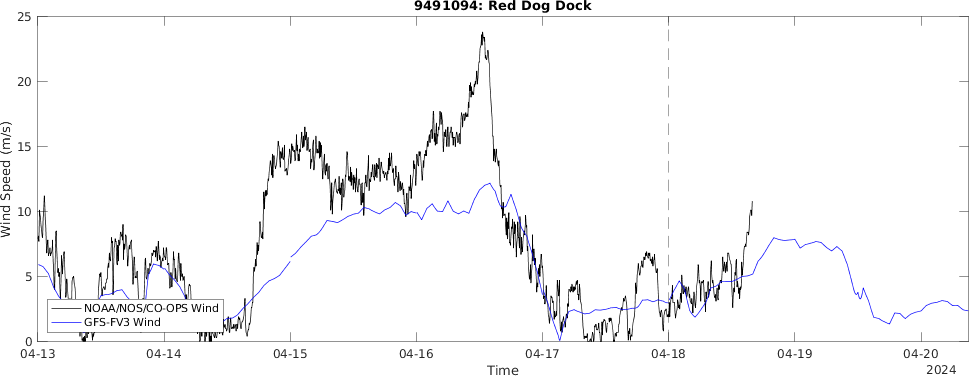 9491094: Red Dog Dock
25
20
15
10
5
0
Wind Speed (m/s)
NOAA/NOS/CO-OPS Wind
GFS-FV3 Wind
04-13 04-14 04-15 04-16 04-17 04-18 04-19 04-20
Time
2024